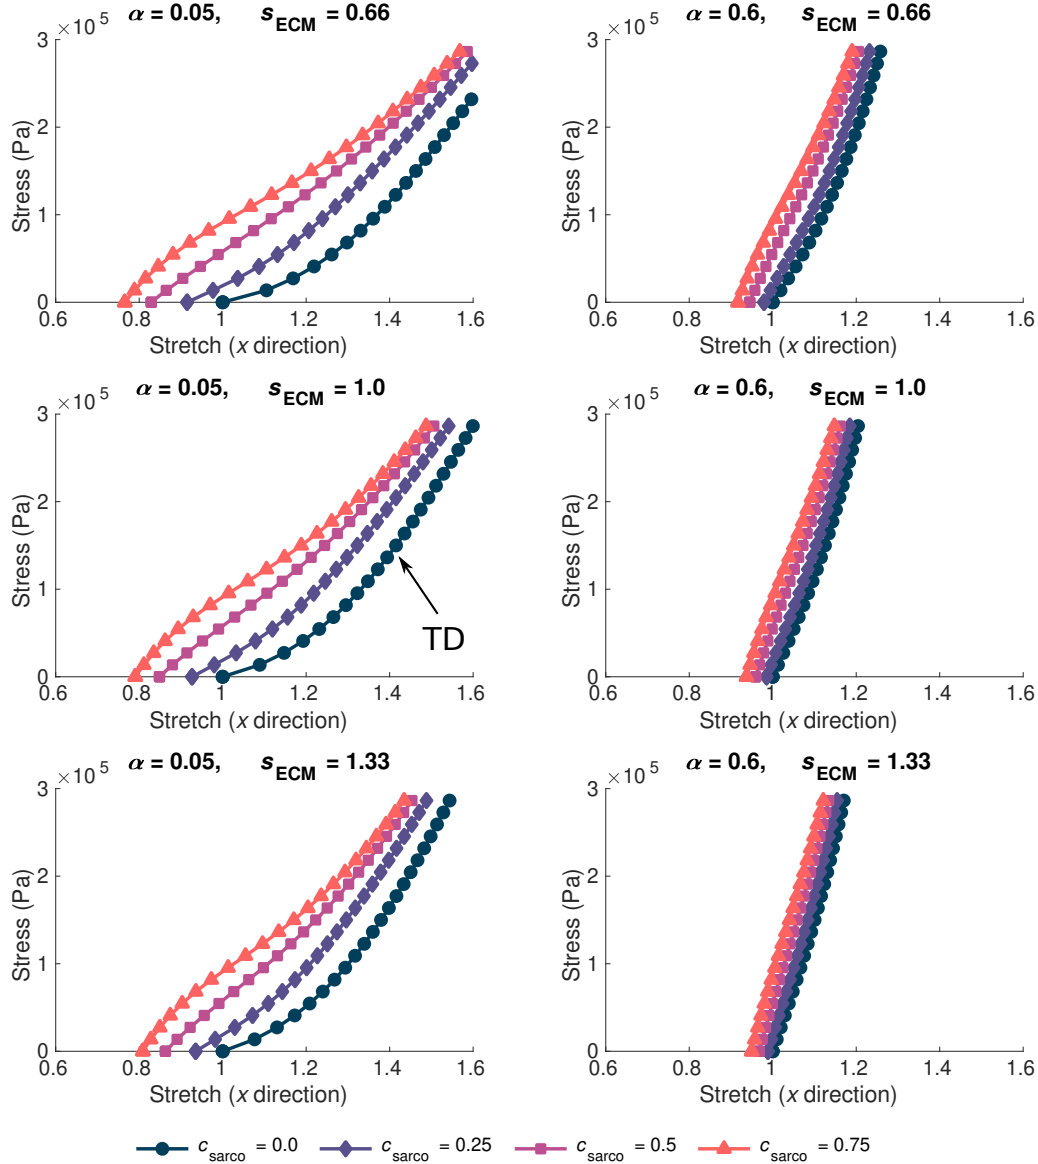 α = 0.05, s_ECM = 0.66
×10^5
3
2
1
0
Stress (Pa)
0.6 0.8 1 1.2 1.4 1.6
Stretch (x direction)
α = 0.6, s_ECM = 0.66
×10^5
3
2
1
0
Stress (Pa)
0.6 0.8 1 1.2 1.4 1.6
Stretch (x direction)
α = 0.05, s_ECM = 1.0
×10^5
3
2
1
0
Stress (Pa)
TD
0.6 0.8 1 1.2 1.4 1.6
Stretch (x direction)
α = 0.6, s_ECM = 1.0
×10^5
3
2
1
0
Stress (Pa)
0.6 0.8 1 1.2 1.4 1.6
Stretch (x direction)
α = 0.05, s_ECM = 1.33
×10^5
3
2
1
0
Stress (Pa)
0.6 0.8 1 1.2 1.4 1.6
Stretch (x direction)
α = 0.6, s_ECM = 1.33
×10^5
3
2
1
0
Stress (Pa)
0.6 0.8 1 1.2 1.4 1.6
Stretch (x direction)
c_sarco = 0.0 c_sarco = 0.25 c_sarco = 0.5 c_sarco = 0.75